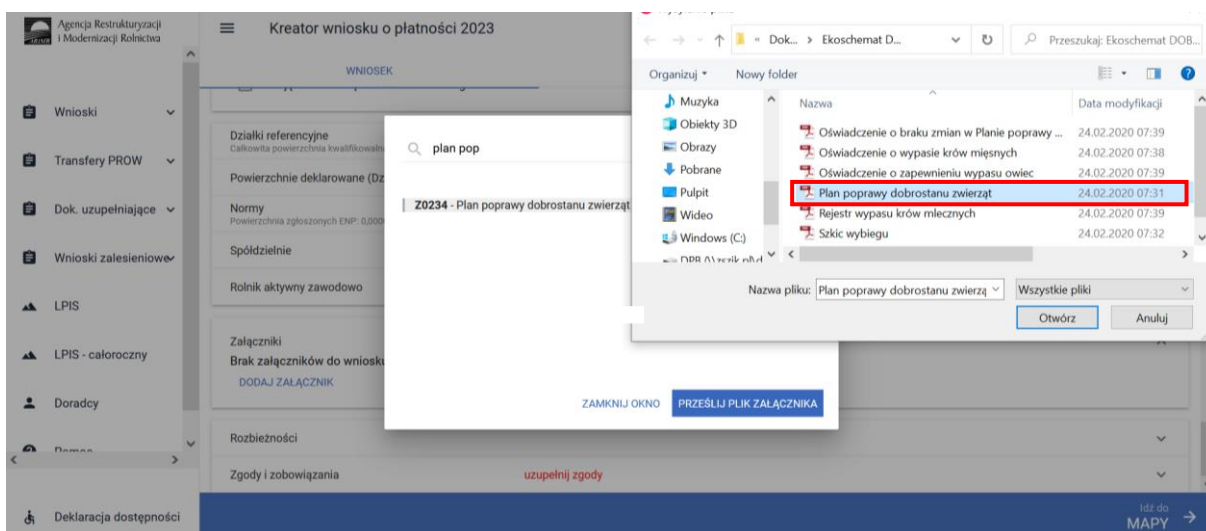 Agencja Restrukturyzacji
i Modernizacji Rolnictwa
Kreator wniosku o płatności 2023
WNIOSEK
Wnioski
Transfery PROW
Dok. uzupełniające
Wnioski zalesieniowe
LPIS
LPIS - całoroczny
Doradcy
Pomoc
Deklaracja dostępności
Działki referencyjne
Całkowita powierzchnia
Powierzchnie deklarowane
Normy
Powierzchnia zgłoszonych ENP:
Spółdzielnie
Rolnik aktywny zawodowo
Załączniki
Brak załączników do wniosku
DODAJ ZAŁĄCZNIK
Rozbieżności
Zgody i zobowiązania uzupełnij zgody
Idź do
MAPY
plan pop
Z0234 - Plan poprawy dobrostanu zwierząt
ZAMKNIJ OKNO PRZEŚLIJ PLIK ZAŁĄCZNIKA
« Dok... > Ekoschemat D... Przeszukaj: Ekoschemat DOB...
Organizuj Nowy folder
Muzyka
Obiekty 3D
Obrazy
Pobrane
Pulpit
Wideo
Windows (C:)
Nazwa Data modyfikacji
Oświadczenie o braku zmian w Planie poprawy ... 24.02.2020 07:39
Oświadczenie o wypasie krów mięsnych 24.02.2020 07:38
Oświadczenie o zapewnieniu wypasu owiec 24.02.2020 07:39
Plan poprawy dobrostanu zwierząt 24.02.2020 07:31
Rejestr wypasu krów mlecznych 24.02.2020 07:39
Szkic wybiegu 24.02.2020 07:32
Nazwa pliku: Plan poprawy dobrostanu zwierzą Wszystkie pliki
Otwórz Anuluj